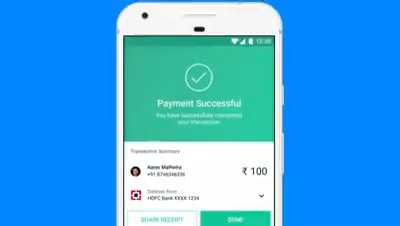 12:30
Payment Successful
You have successfully completed
your transaction
Transaction Summary
Aarav Malhotra
+91 8746346336
₹ 100
Debited From
HDFC Bank XXXX 1234
SHARE RECEIPT
DONE